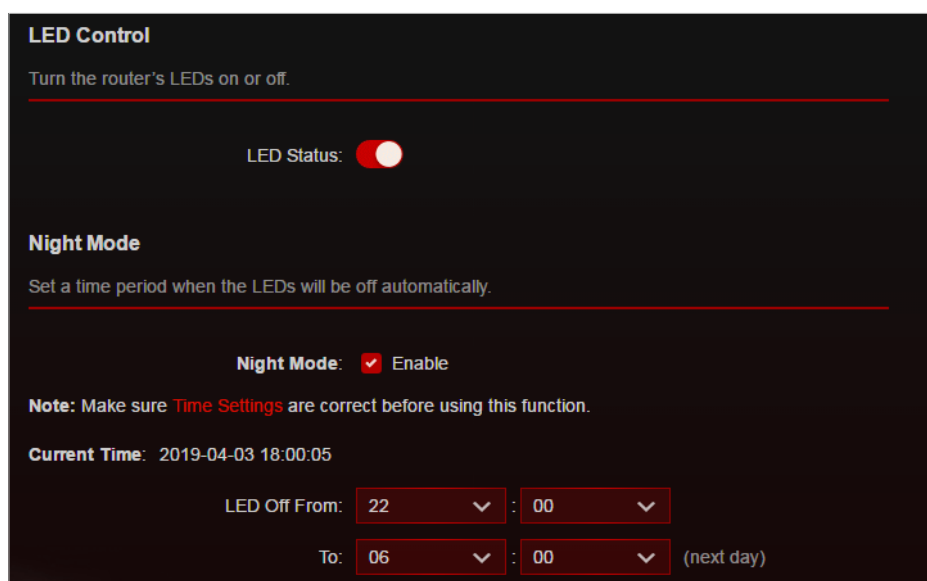 LED Control
Turn the router's LEDs on or off.
LED Status:
Night Mode
Set a time period when the LEDs will be off automatically.
Night Mode: Enable
Note: Make sure Time Settings are correct before using this function.
Current Time: 2019-04-03 18:00:05
LED Off From: 22 : 00
To: 06 : 00 (next day)